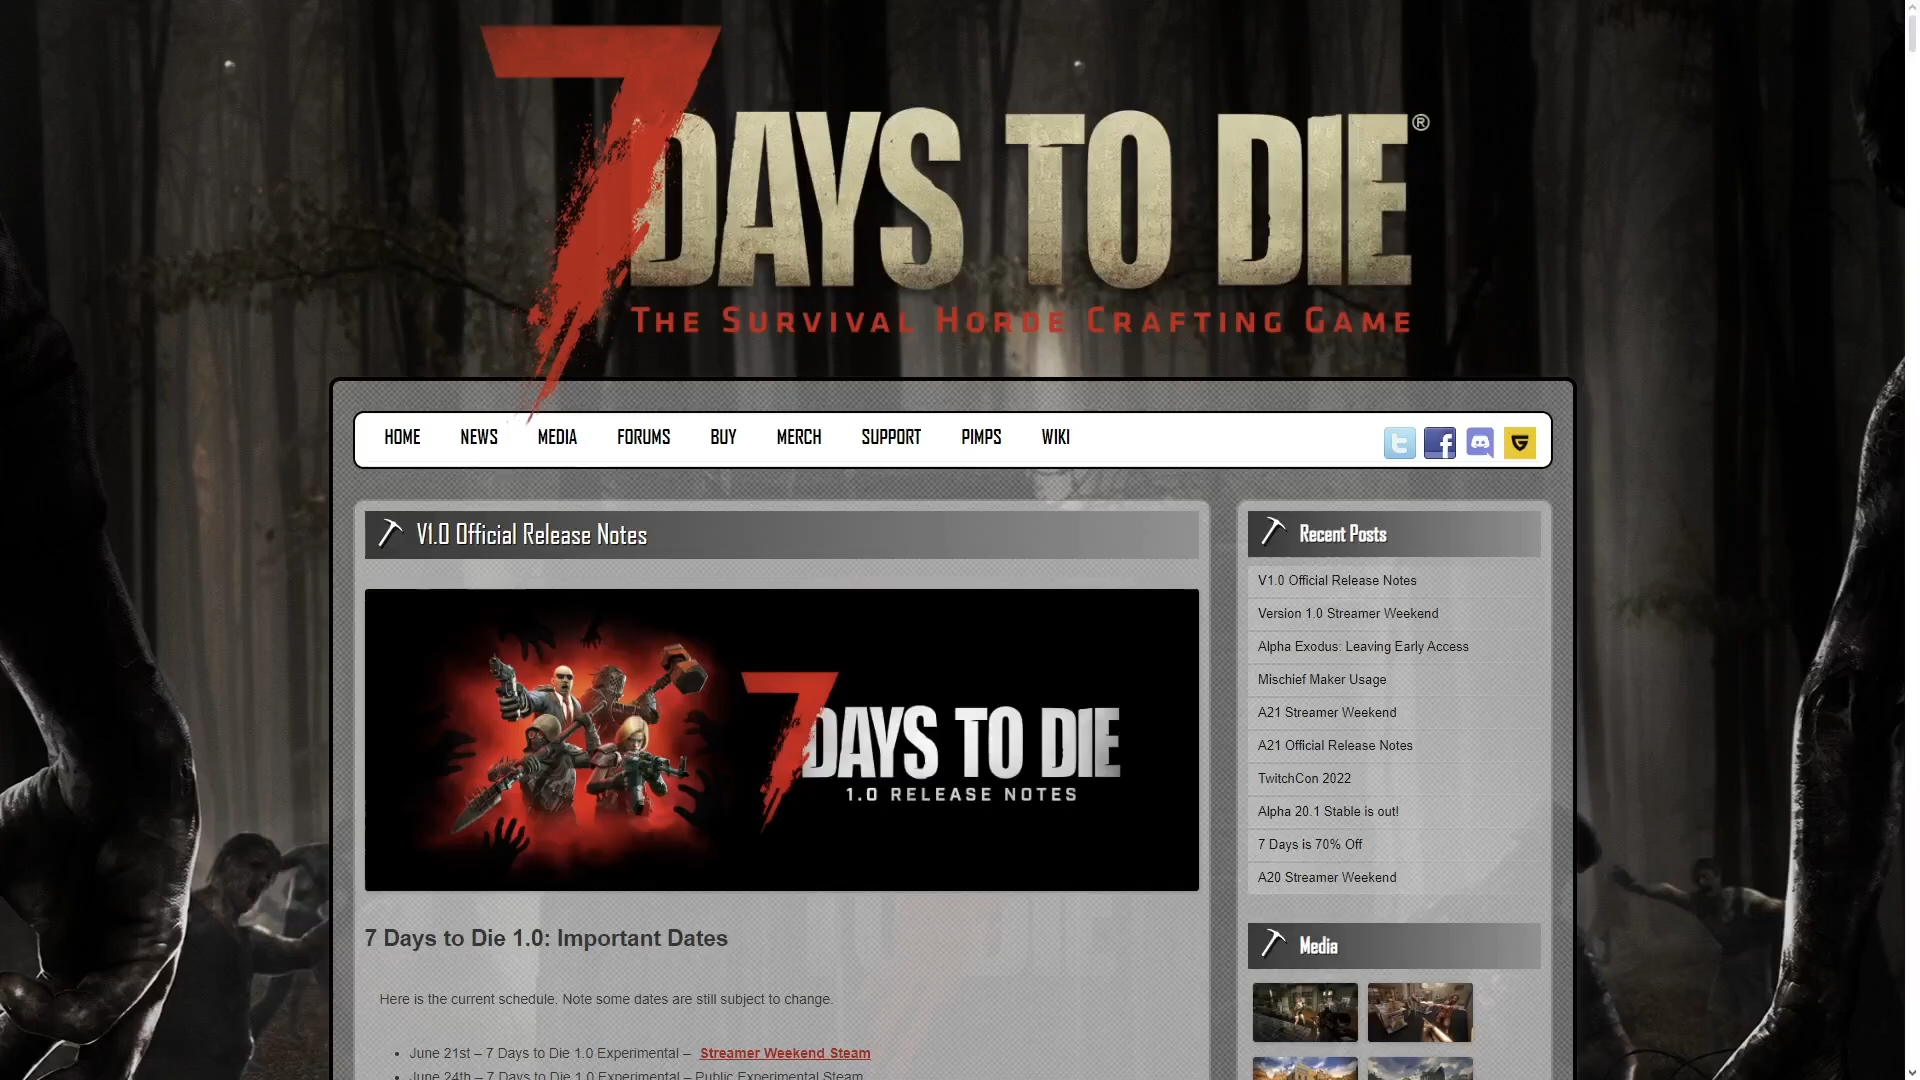 7 DAYS TO DIE®
THE SURVIVAL HORDE CRAFTING GAME
HOME NEWS MEDIA FORUMS BUY MERCH SUPPORT PIMPS WIKI
V1.0 Official Release Notes
7 DAYS TO DIE
1.0 RELEASE NOTES
7 Days to Die 1.0: Important Dates
Here is the current schedule. Note some dates are still subject to change.
• June 21st – 7 Days to Die 1.0 Experimental – Streamer Weekend Steam
• June 24th – 7 Days to Die 1.0 Experimental – Public Experimental Steam
Recent Posts
V1.0 Official Release Notes
Version 1.0 Streamer Weekend
Alpha Exodus: Leaving Early Access
Mischief Maker Usage
A21 Streamer Weekend
A21 Official Release Notes
TwitchCon 2022
Alpha 20.1 Stable is out!
7 Days is 70% Off
A20 Streamer Weekend
Media